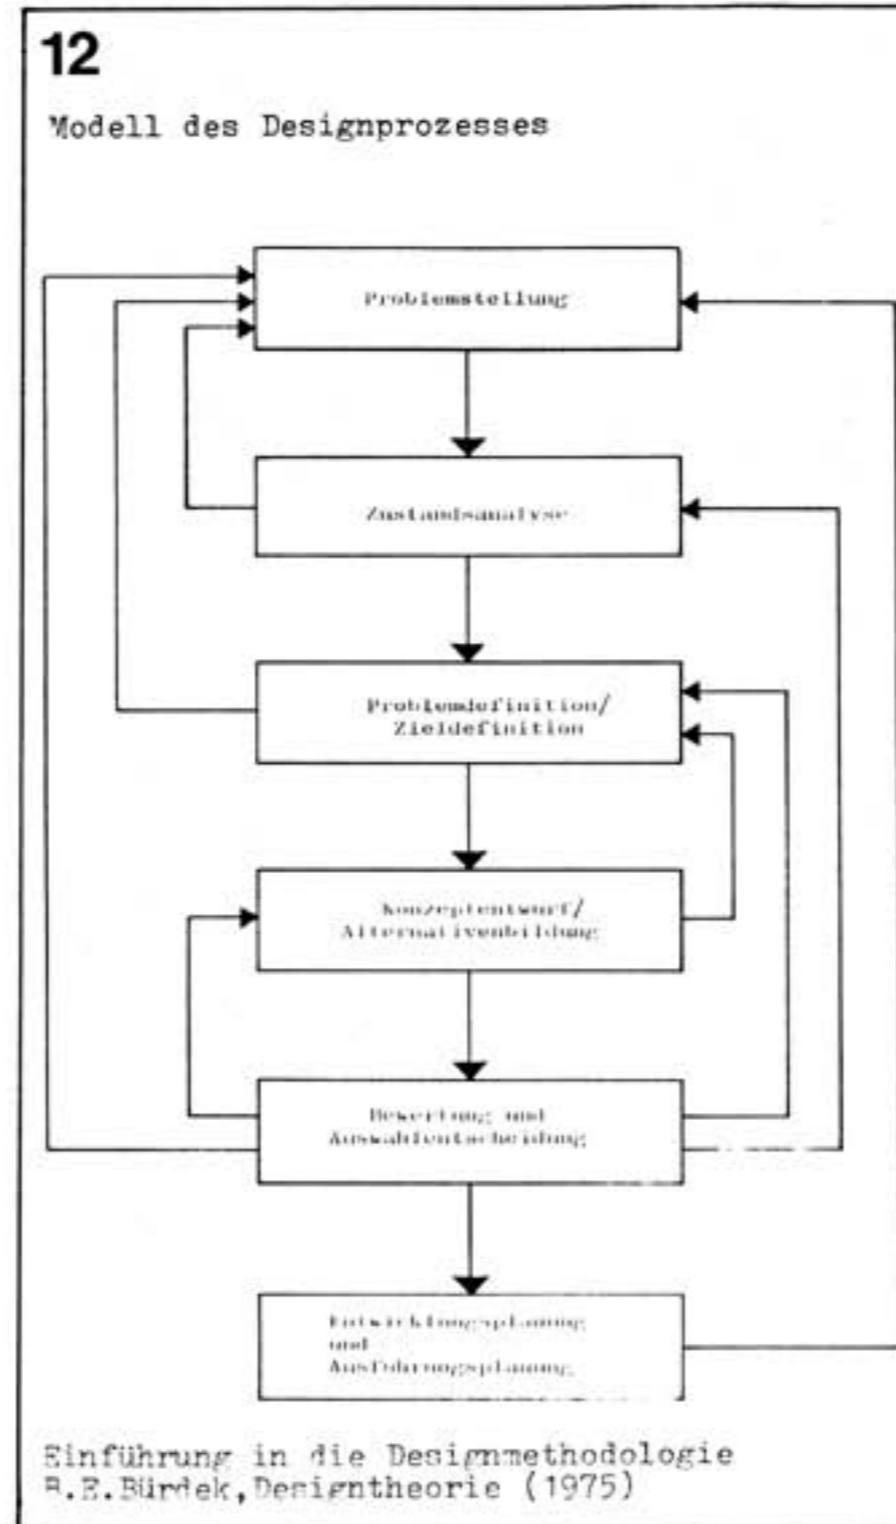 12
Modell des Designprozesses
Problemstellung
Zustandsanalyse
Problemdefinition/
Zieldefinition
Konzeptentwurf/
Alternativenbildung
Bewertung und
Auswahlentscheidung
Entwicklungsplanung
und
Ausführungsplanung
Einführung in die Designmethodologie
B.E.Bürdek,Designtheorie (1975)